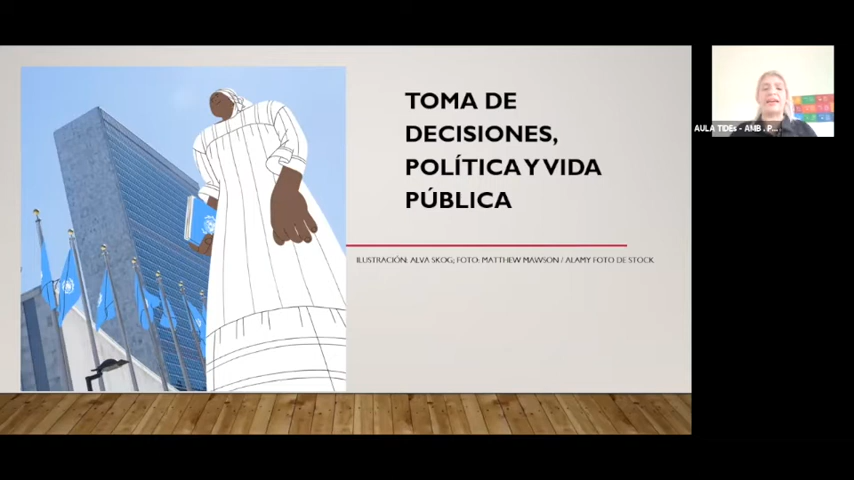 TOMA DE
DECISIONES,
POLÍTICA Y VIDA
PÚBLICA
ILUSTRACIÓN: ALVA SKOG; FOTO: MATTHEW MAWSON / ALAMY FOTO DE STOCK
AULA TIDEs - AMB. P...